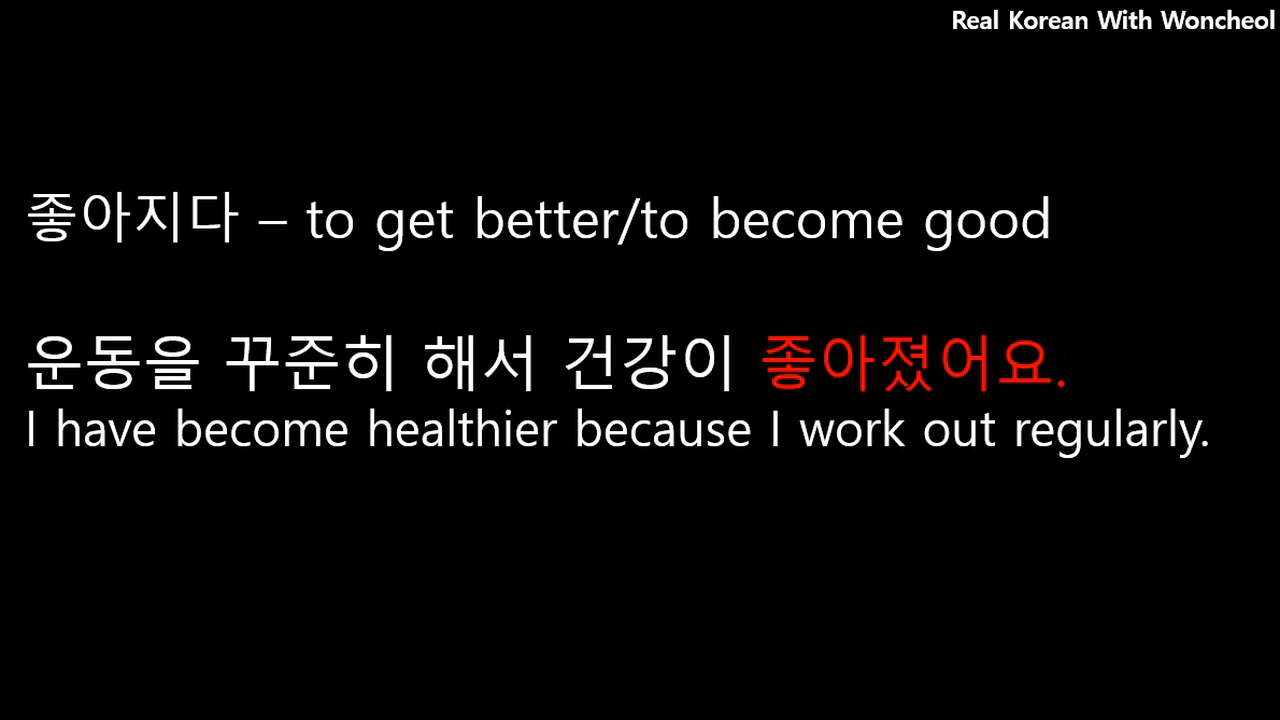 Real Korean With Woncheol
좋아지다 – to get better/to become good
운동을 꾸준히 해서 건강이 좋아졌어요.
I have become healthier because I work out regularly.